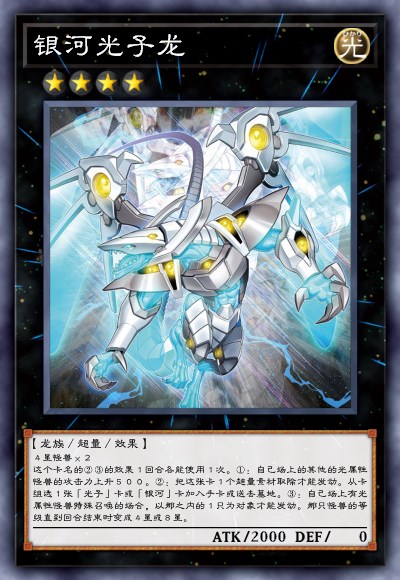 银河光子龙
光
ひかり
【龙族／超量／效果】
4星怪兽×2
这个卡名的②③的效果1回合各能使用1次。①：自己场上的其他的光属性
怪兽的攻击力上升500。②：把这张卡1个超量素材取除才能发动。从卡
组选1张「光子」卡或「银河」卡加入手卡或送去墓地。③：自己场上有光
属性怪兽特殊召唤的场合，以那之内的1只为对象才能发动。那只怪兽的等
级直到回合结束时变成4星或8星。
ATK/2000 DEF/ 0